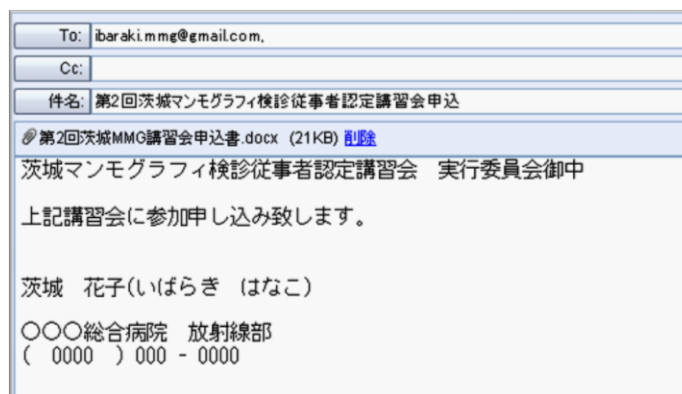 To: ibaraki.mmg@gmail.com,
Cc:
件名: 第2回茨城マンモグラフィ検診従事者認定講習会申込
第2回茨城MMG講習会申込書.docx (21KB) 削除
茨城マンモグラフィ検診従事者認定講習会　実行委員会御中
上記講習会に参加申し込み致します。
茨城　花子(いばらき　はなこ)
〇〇〇総合病院　放射線部
(　0000　) 000 - 0000